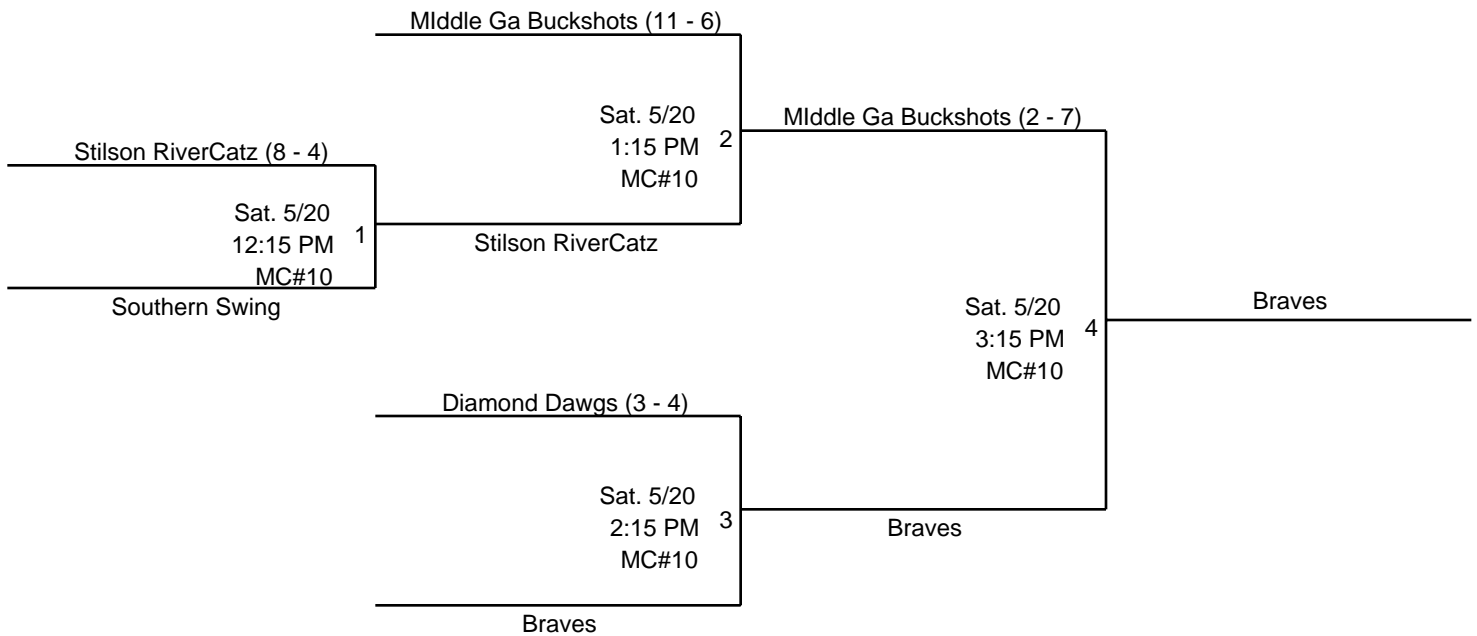 MIddle Ga Buckshots (11 - 6)
Sat. 5/20
1:15 PM
2
MC#10
MIddle Ga Buckshots (2 - 7)
Stilson RiverCatz (8 - 4)
Sat. 5/20
12:15 PM
1
MC#10
Stilson RiverCatz
Southern Swing
Sat. 5/20
3:15 PM
4
MC#10
Braves
Diamond Dawgs (3 - 4)
Sat. 5/20
2:15 PM
3
MC#10
Braves
Braves